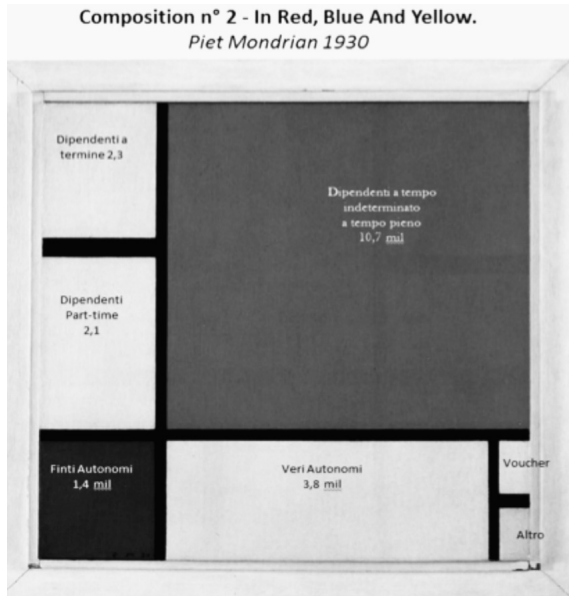 Composition n° 2 - In Red, Blue And Yellow.
Piet Mondrian 1930
Dipendenti a
termine 2,3
Dipendenti a tempo
indeterminato
a tempo pieno
10,7 mil
Dipendenti
Part-time
2,1
Finti Autonomi
1,4 mil
Veri Autonomi
3,8 mil
Voucher
Altro